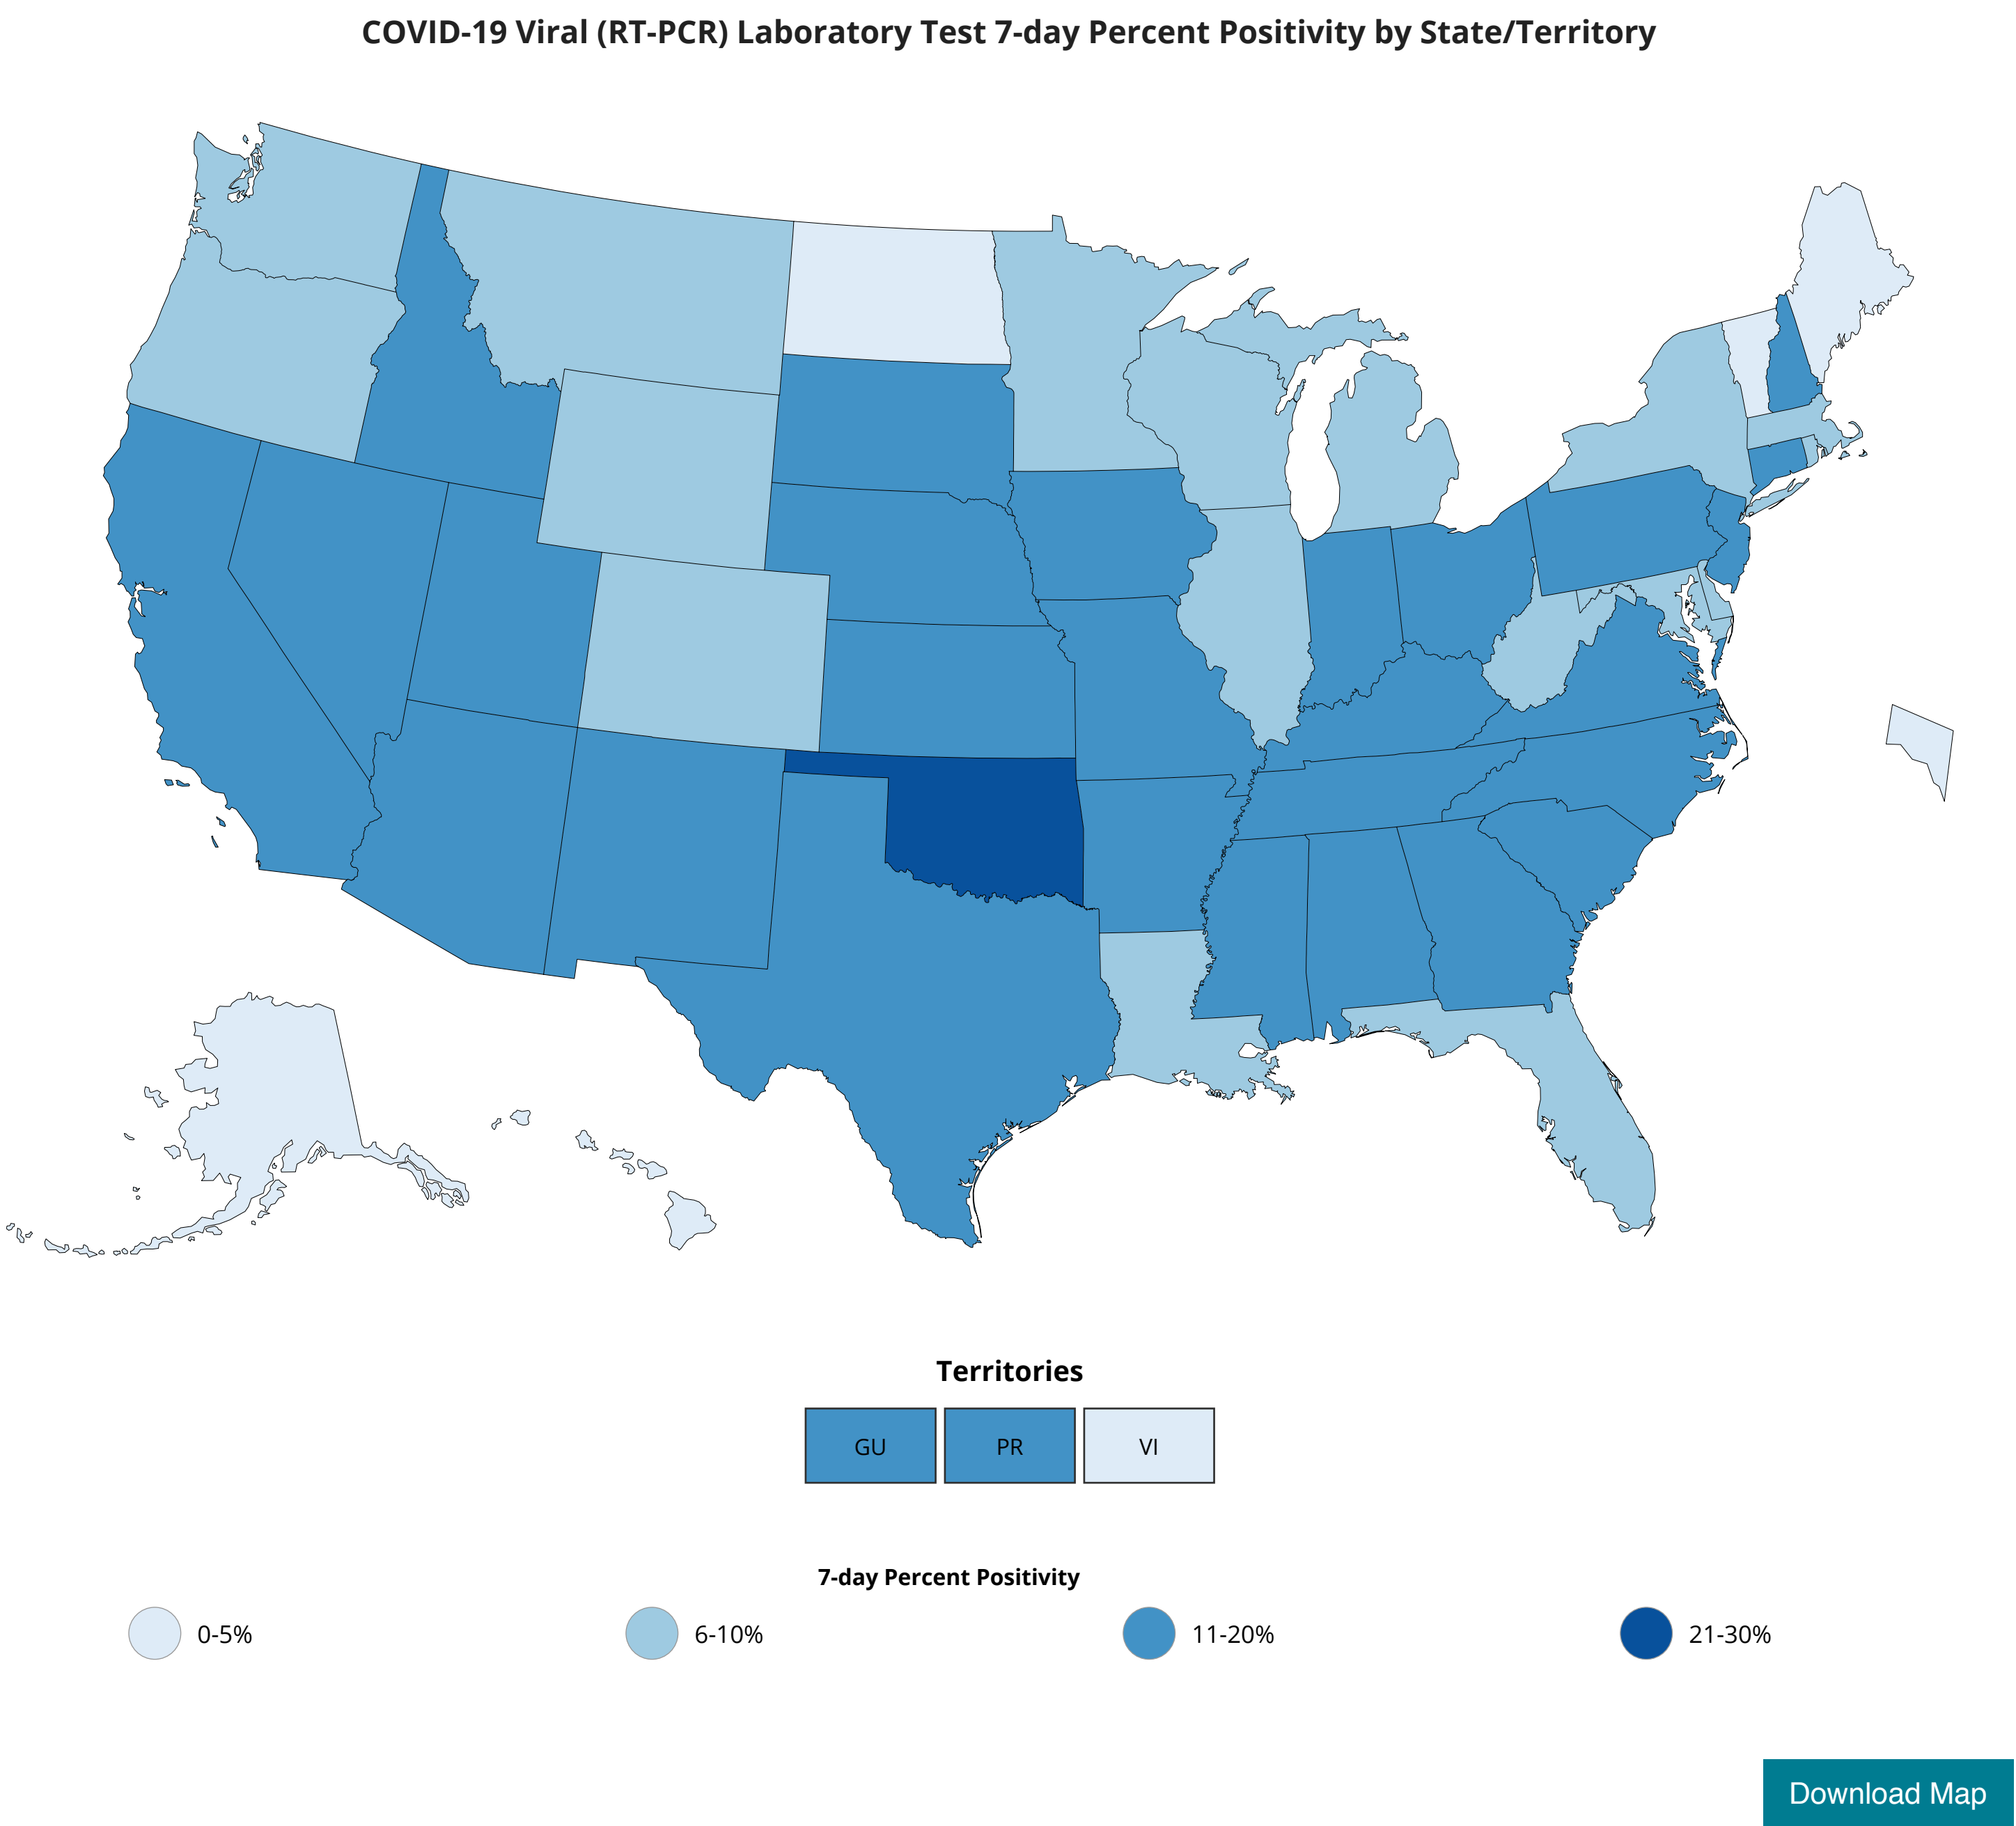 COVID-19 Viral (RT-PCR) Laboratory Test 7-day Percent Positivity by State/Territory
Territories
GU PR VI
7-day Percent Positivity
0-5% 6-10% 11-20% 21-30%
Download Map